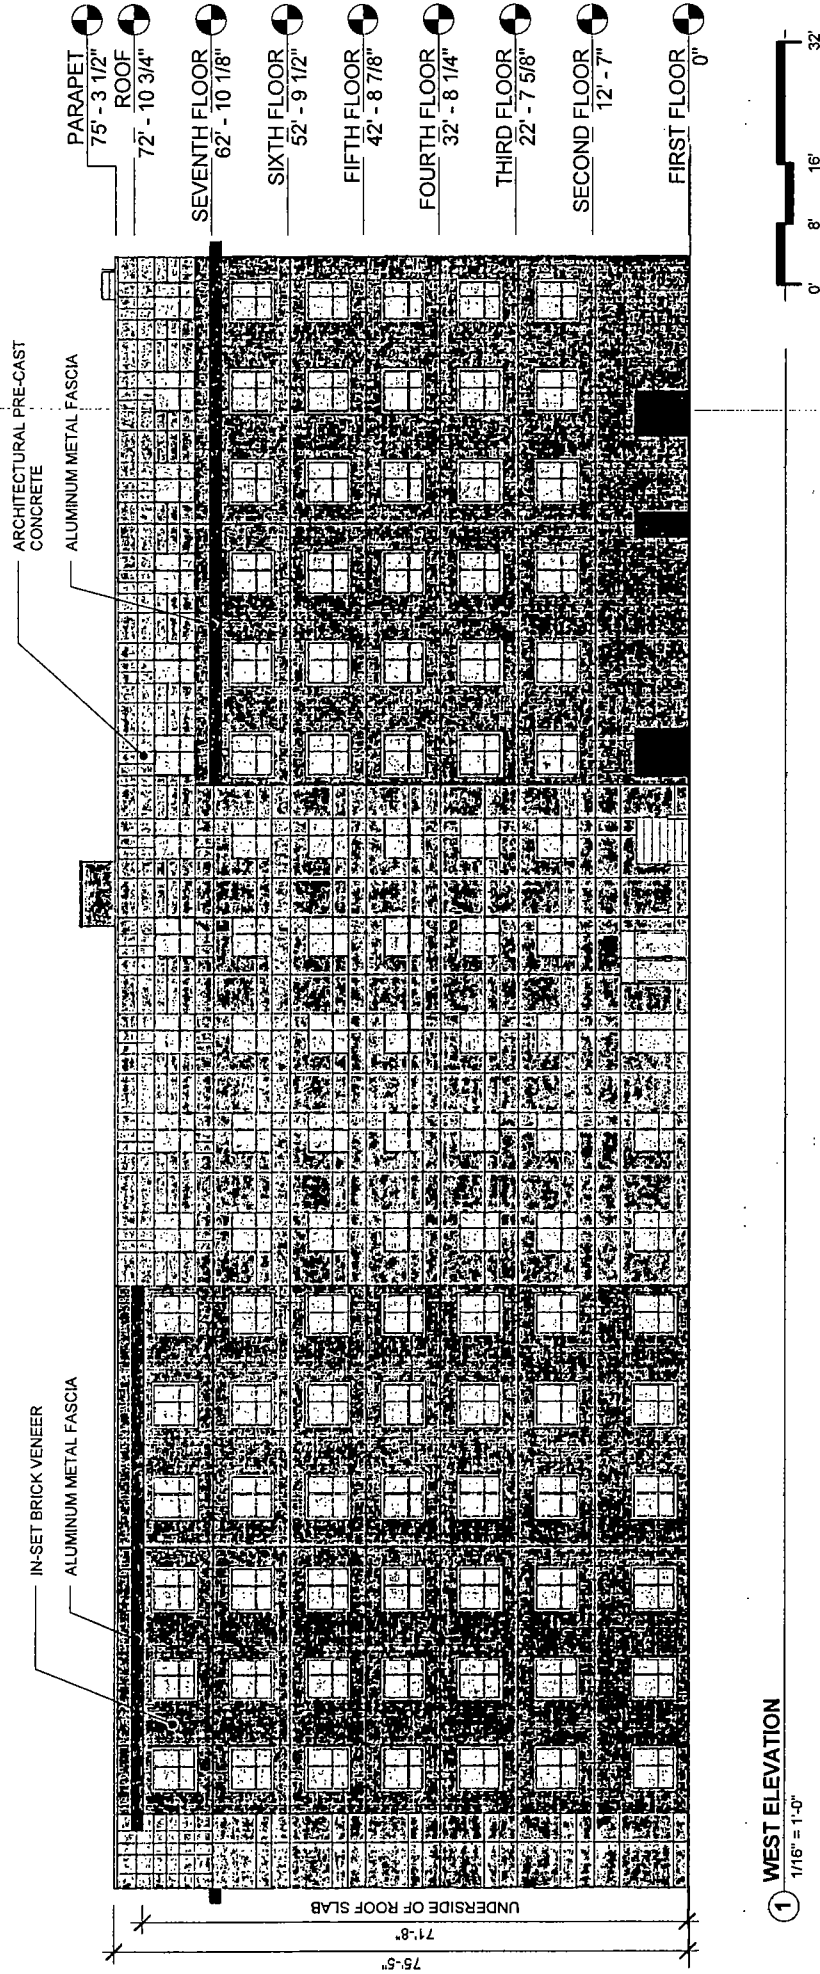 PARAPET
75' - 3 1/2"
ROOF
72' - 10 3/4"
SEVENTH FLOOR
62' - 10 1/8"
SIXTH FLOOR
52' - 9 1/2"
FIFTH FLOOR
42' - 8 7/8"
FOURTH FLOOR
32' - 8 1/4"
THIRD FLOOR
22' - 7 5/8"
SECOND FLOOR
12' - 7"
FIRST FLOOR
0"
ARCHITECTURAL PRE-CAST
CONCRETE
ALUMINUM METAL FASCIA
IN-SET BRICK VENEER
ALUMINUM METAL FASCIA
UNDERSIDE OF ROOF SLAB
71'-8"
75'-5"
1 WEST ELEVATION
1/16" = 1'-0"
0' 8' 16' 32'